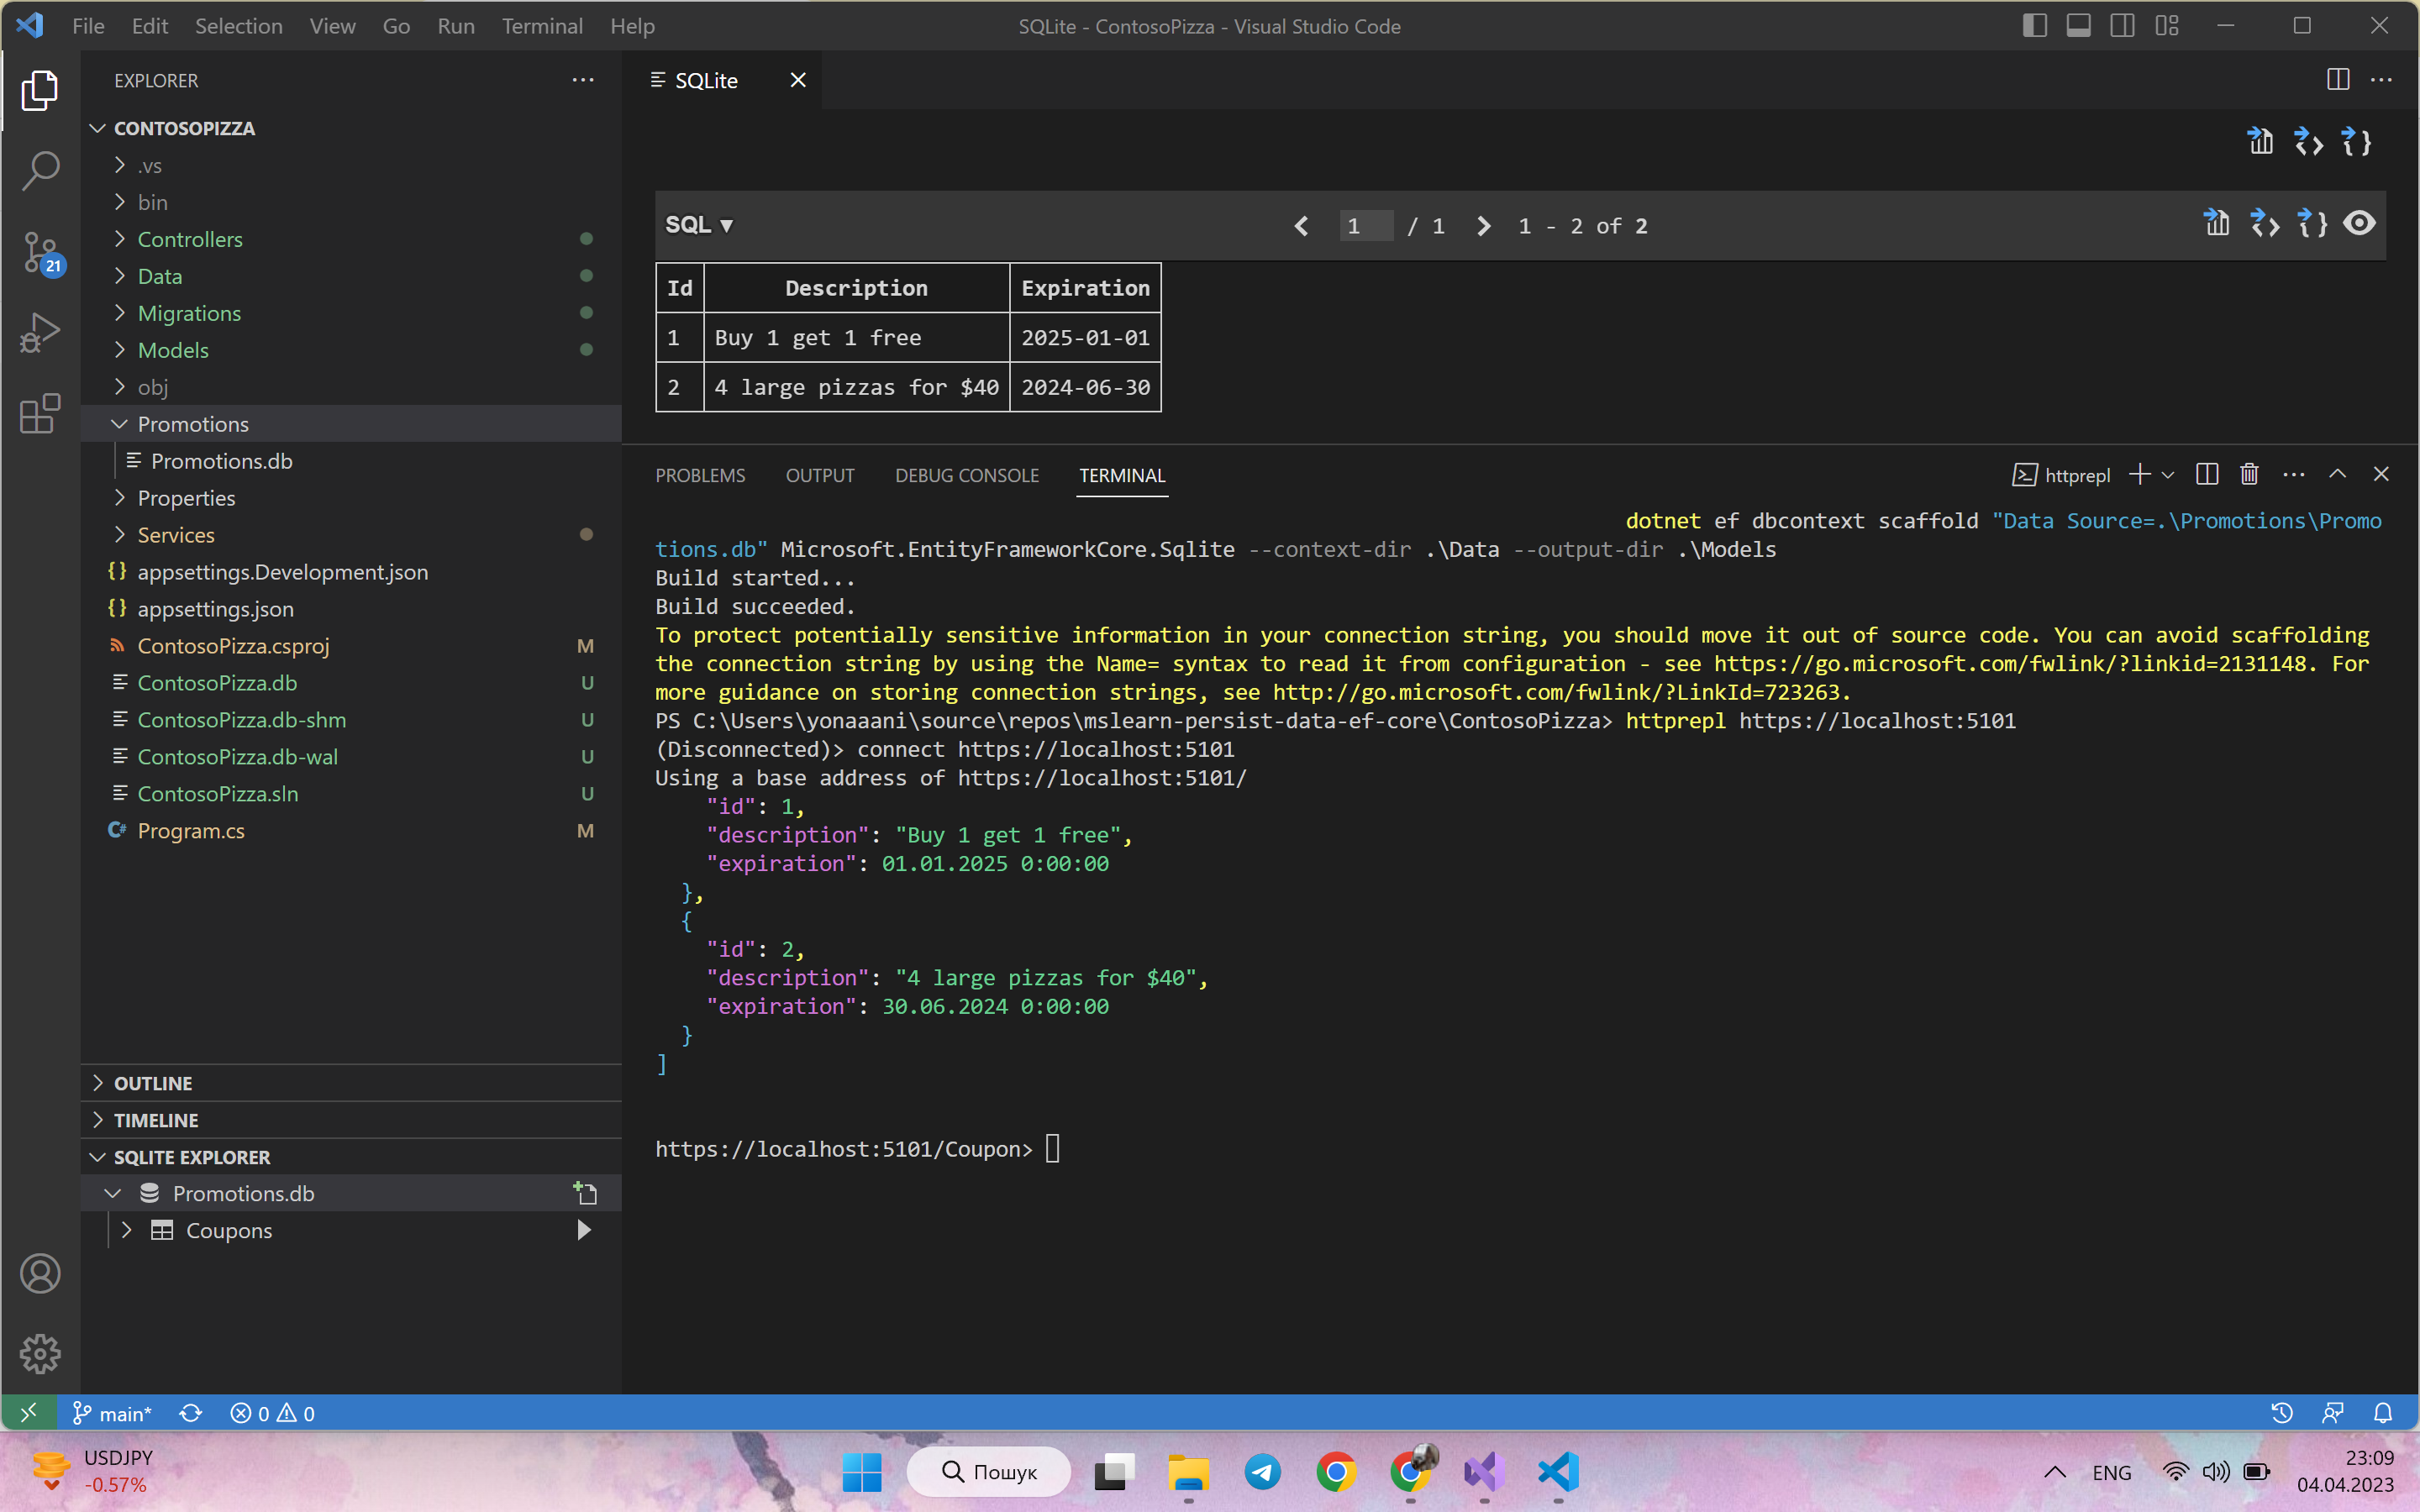 File Edit Selection View Go Run Terminal Help
SQLite - ContosoPizza - Visual Studio Code
EXPLORER
CONTOSOPIZZA
.vs
bin
Controllers
Data
Migrations
Models
obj
Promotions
Promotions.db
Properties
Services
{} appsettings.Development.json
{} appsettings.json
ContosoPizza.csproj M
ContosoPizza.db U
ContosoPizza.db-shm U
ContosoPizza.db-wal U
ContosoPizza.sln U
C# Program.cs M
21
OUTLINE
TIMELINE
SQLITE EXPLORER
Promotions.db
Coupons
SQLite
SQL ▼ 1 / 1 1 - 2 of 2
Id Description Expiration
1 Buy 1 get 1 free 2025-01-01
2 4 large pizzas for $40 2024-06-30
PROBLEMS OUTPUT DEBUG CONSOLE TERMINAL httprepl
dotnet ef dbcontext scaffold "Data Source=.\Promotions\Promo
tions.db" Microsoft.EntityFrameworkCore.Sqlite --context-dir .\Data --output-dir .\Models
Build started...
Build succeeded.
To protect potentially sensitive information in your connection string, you should move it out of source code. You can avoid scaffolding
the connection string by using the Name= syntax to read it from configuration - see https://go.microsoft.com/fwlink/?linkid=2131148. For
more guidance on storing connection strings, see http://go.microsoft.com/fwlink/?LinkId=723263.
PS C:\Users\yonaaani\source\repos\mslearn-persist-data-ef-core\ContosoPizza> httprepl https://localhost:5101
(Disconnected)> connect https://localhost:5101
Using a base address of https://localhost:5101/
"id": 1,
"description": "Buy 1 get 1 free",
"expiration": 01.01.2025 0:00:00
},
{
"id": 2,
"description": "4 large pizzas for $40",
"expiration": 30.06.2024 0:00:00
}
]
https://localhost:5101/Coupon>
main* 0 0
USDJPY
-0.57%
Пошук
ENG
23:09
04.04.2023